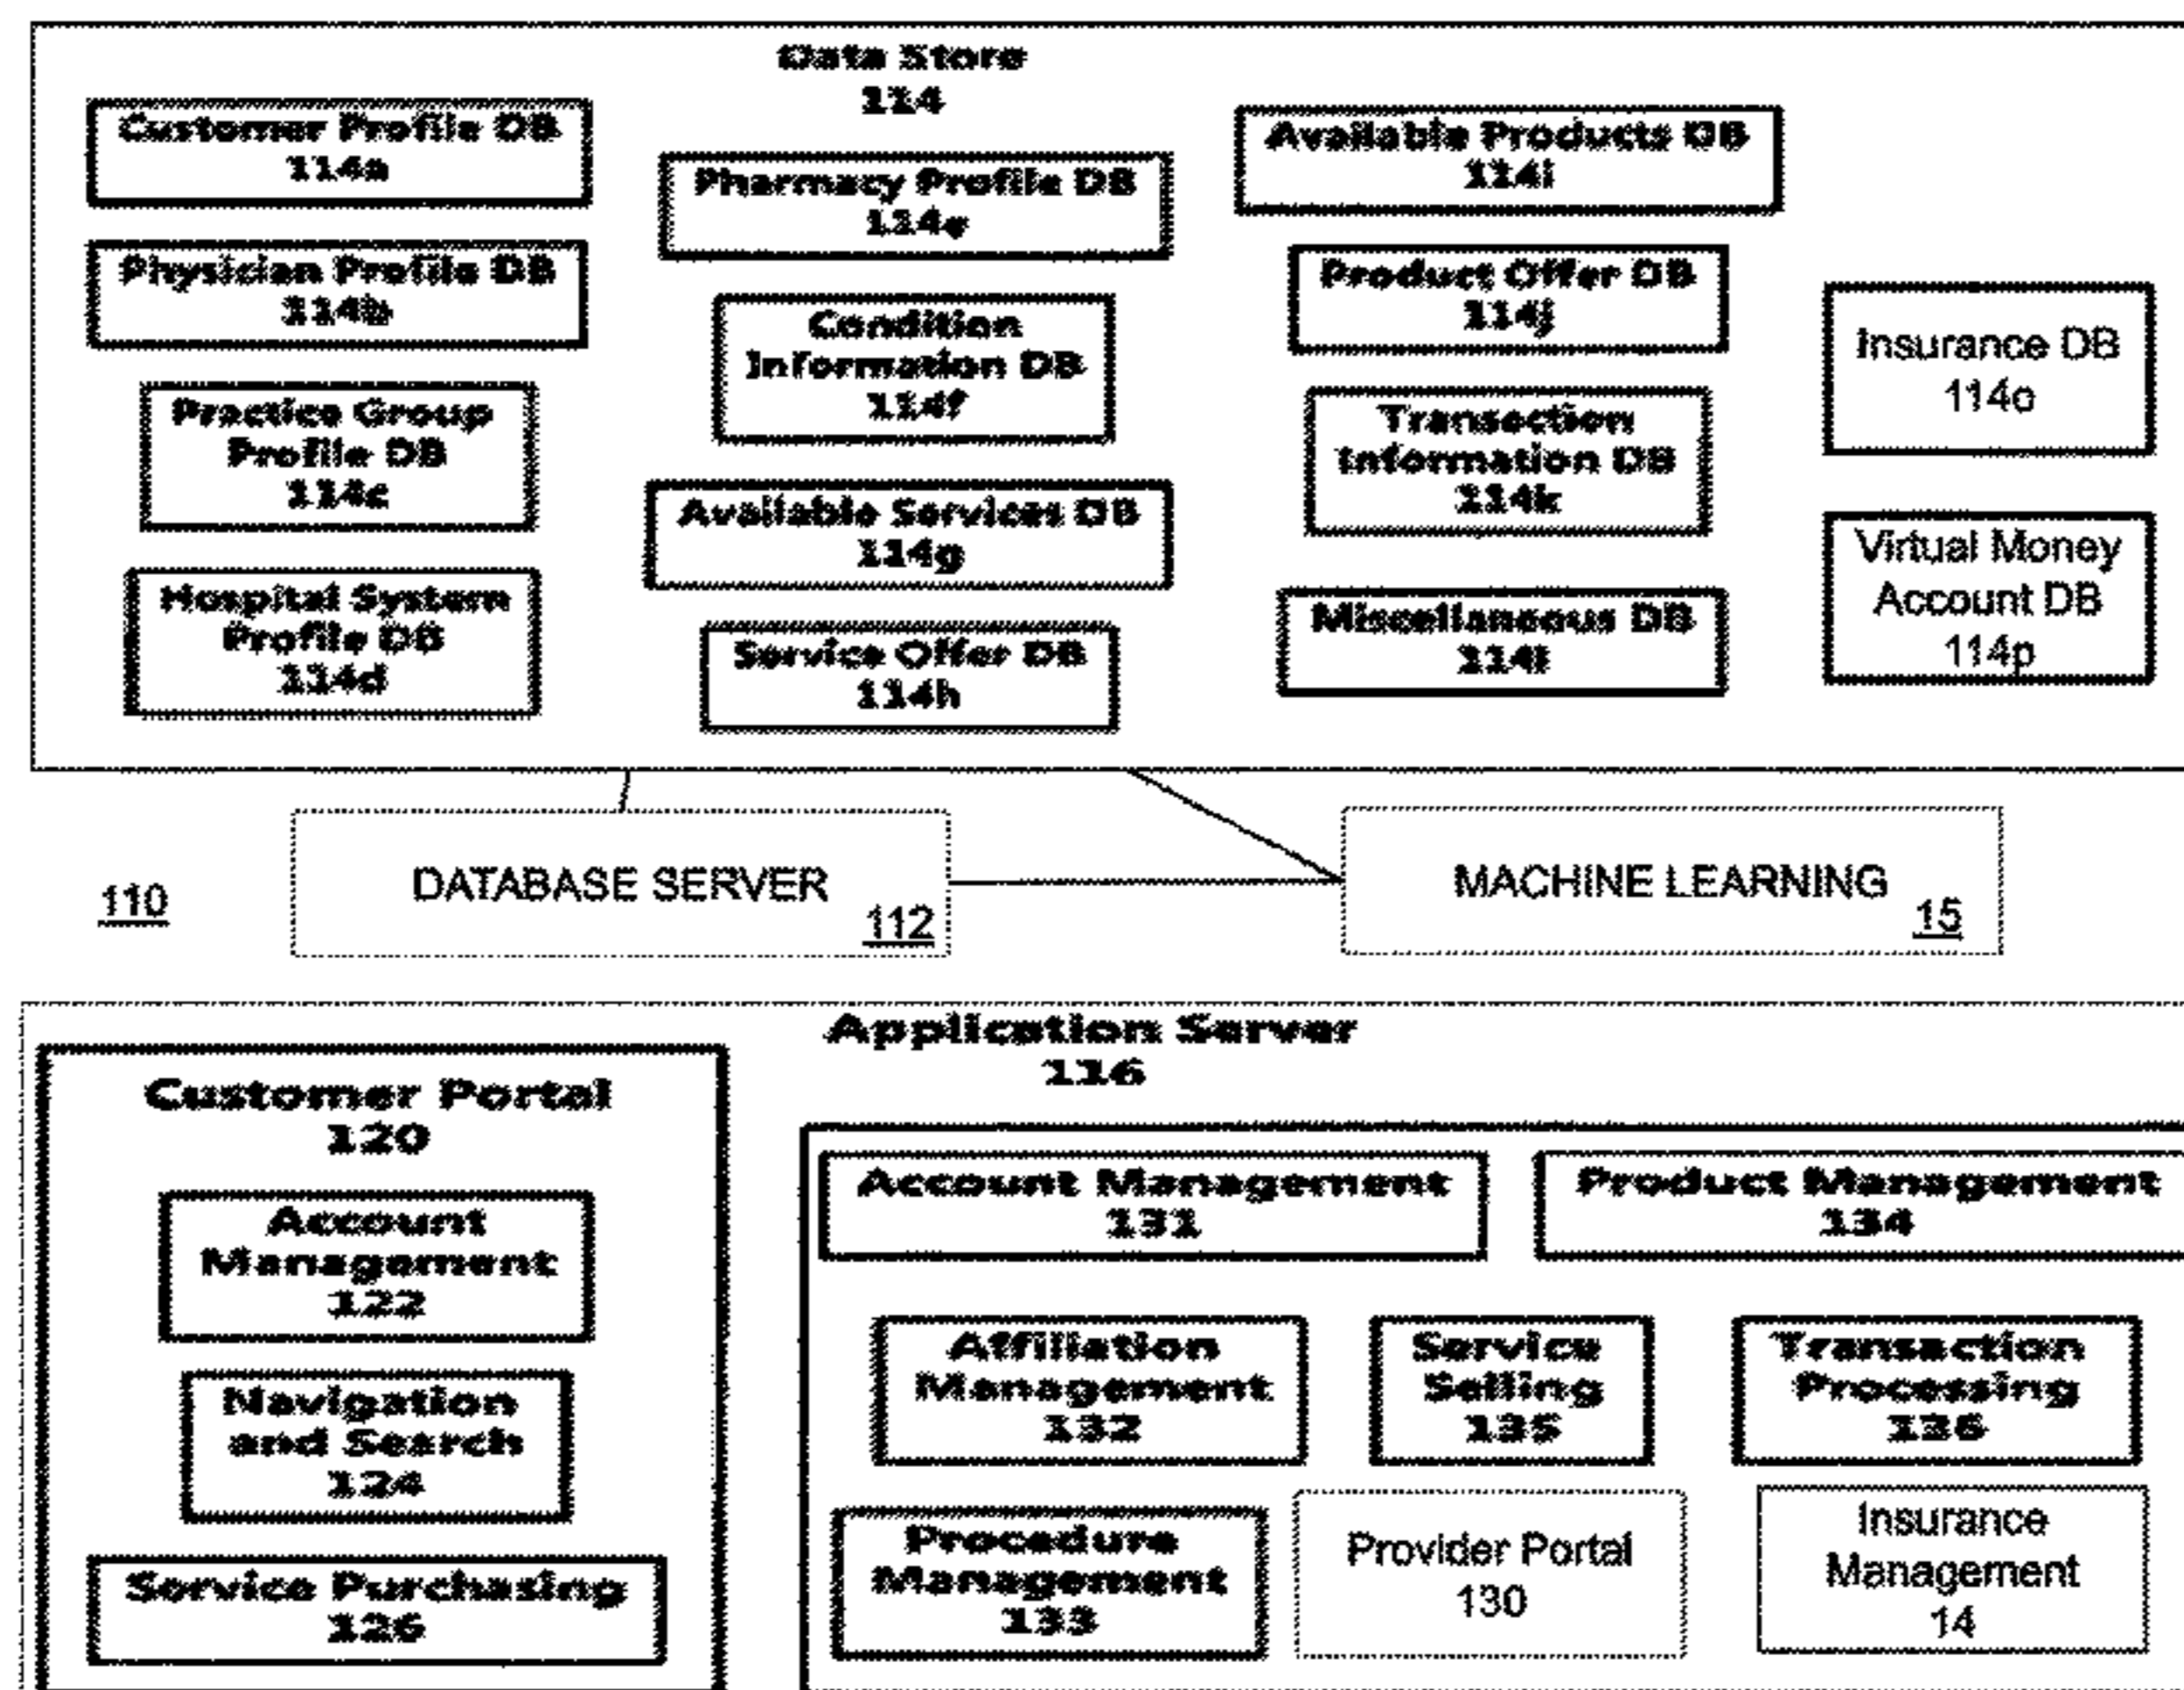 Data Store
114
Customer Profile DB
114a
Physician Profile DB
114b
Practice Group
Profile DB
114c
Hospital System
Profile DB
114d
Pharmacy Profile DB
114e
Condition
Information DB
114f
Available Services DB
114g
Service Offer DB
114h
Available Products DB
114i
Product Offer DB
114j
Transaction
Information DB
114k
Miscellaneous DB
114l
Insurance DB
114o
Virtual Money
Account DB
114p
110
DATABASE SERVER
112
MACHINE LEARNING
15
Application Server
116
Customer Portal
120
Account
Management
122
Navigation
and Search
124
Service Purchasing
126
Account Management
131
Product Management
134
Affiliation
Management
132
Service
Selling
135
Transaction
Processing
136
Procedure
Management
133
Provider Portal
130
Insurance
Management
14